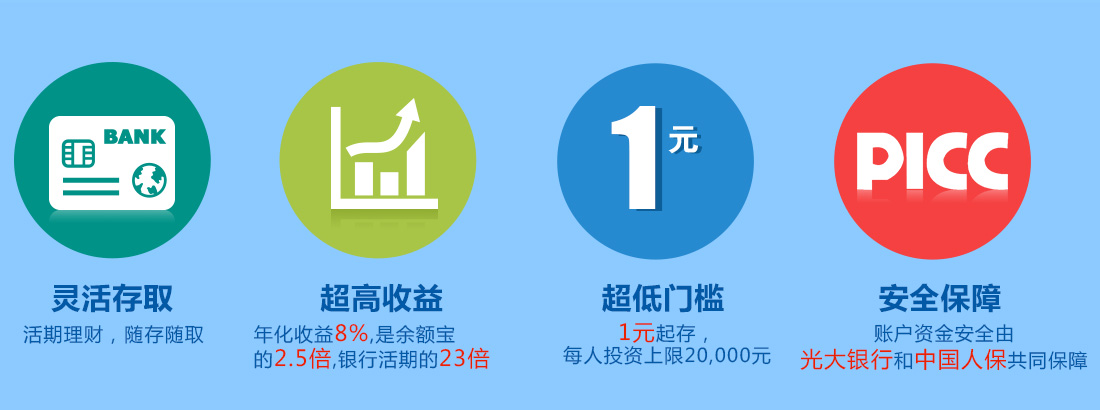 BANK
灵活存取
活期理财，随存随取
超高收益
年化收益8%,是余额宝
的2.5倍,银行活期的23倍
1元
超低门槛
1元起存，
每人投资上限20,000元
PICC
安全保障
账户资金安全由
光大银行和中国人保共同保障